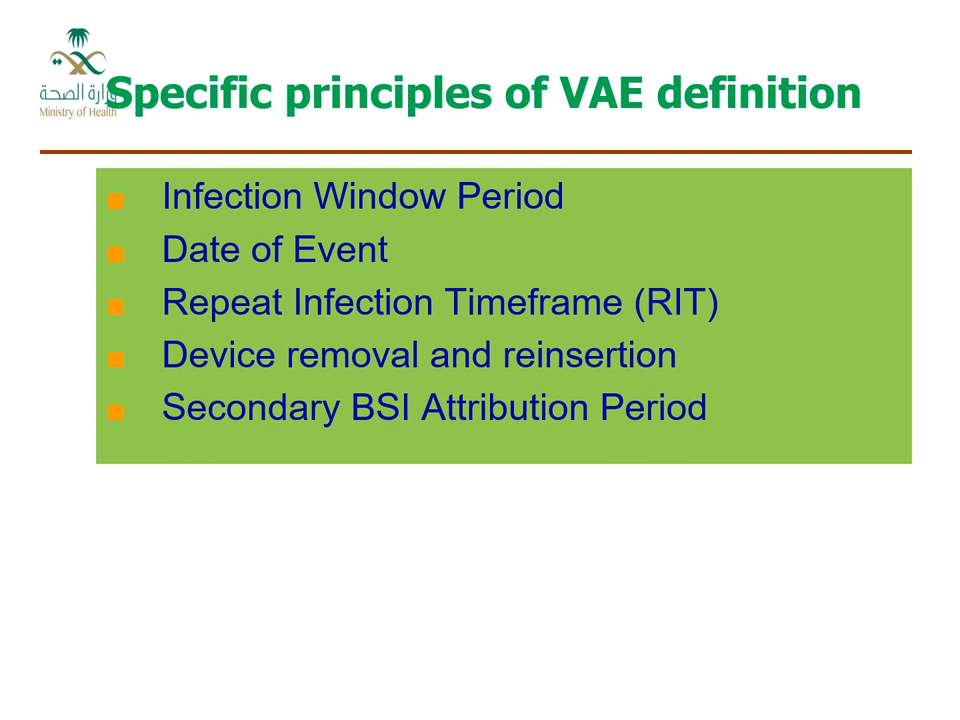 وزارة الصحة
Ministry of Health
Specific principles of VAE definition
Infection Window Period
Date of Event
Repeat Infection Timeframe (RIT)
Device removal and reinsertion
Secondary BSI Attribution Period